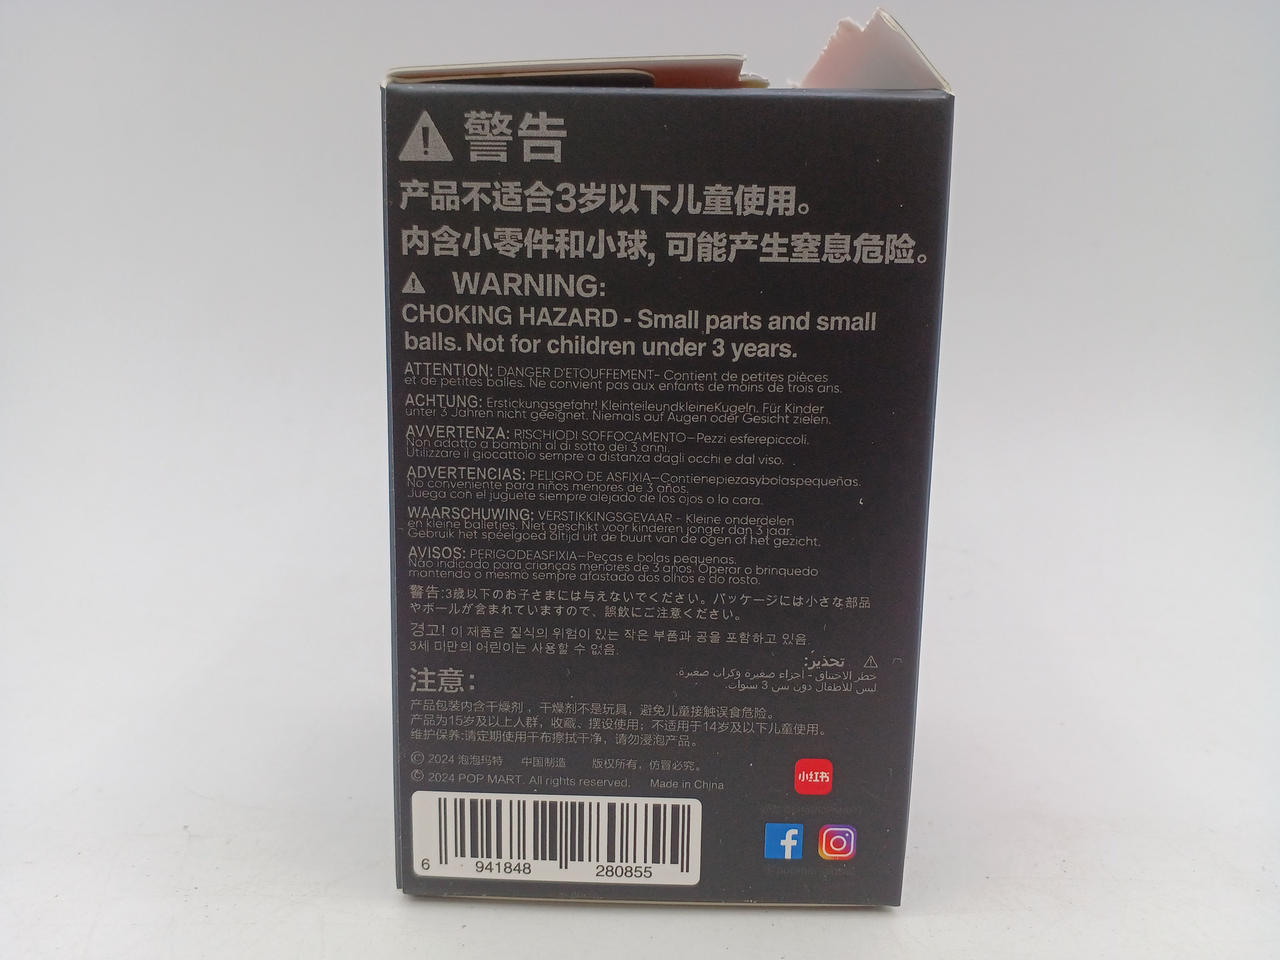 警告
产品不适合3岁以下儿童使用。
内含小零件和小球, 可能产生窒息危险。
WARNING:
CHOKING HAZARD - Small parts and small
balls. Not for children under 3 years.
ATTENTION: DANGER D'ETOUFFEMENT- Contient de petites pièces
et de petites balles. Ne convient pas aux enfants de moins de trois ans.
ACHTUNG: Erstickungsgefahr! KleinteileundkleineKugeln. Für Kinder
unter 3 Jahren nicht geeignet. Niemals auf Augen oder Gesicht zielen.
AVVERTENZA: RISCHIODI SOFFOCAMENTO-Pezzi esferepiccoli.
Non adatto a bambini al di sotto dei 3 anni.
Utilizzare il giocattolo sempre a distanza dagli occhi e dal viso.
ADVERTENCIAS: PELIGRO DE ASFIXIA-Contienepiezasybolaspequeñas.
No conveniente para niños menores de 3 años.
Juega con el juguete siempre alejado de los ojos o la cara.
WAARSCHUWING: VERSTIKKINGSGEVAAR - Kleine onderdelen
en kleine balletjes. Niet geschikt voor kinderen jonger dan 3 jaar.
Gebruik het speelgoed altijd uit de buurt van de ogen of het gezicht.
AVISOS: PERIGODEASFIXIA-Peças e bolas pequenas.
Não indicado para crianças menores de 3 anos. Operar o brinquedo
mantendo o mesmo sempre afastado dos olhos e do rosto.
警告:3歳以下のお子さまには与えないでください。パッケージには小さな部品
やボールが含まれていますので、誤飲にご注意ください。
경고! 이 제품은 질식의 위험이 있는 작은 부품과 공을 포함하고 있음.
3세 미만의 어린이는 사용할 수 없음.
تحذير:
خطر الاختناق - أجزاء صغيرة وكرات صغيرة.
ليس للأطفال دون سن 3 سنوات.
注意:
产品包装内含干燥剂，干燥剂不是玩具，避免儿童接触误食危险。
产品为15岁及以上人群，收藏、摆设使用；不适用于14岁及以下儿童使用。
维护保养:请定期使用干布擦拭干净，请勿浸泡产品。
© 2024 泡泡玛特 中国制造 版权所有，仿冒必究。
© 2024 POP MART. All rights reserved. Made in China
小红书
6 941848 280855